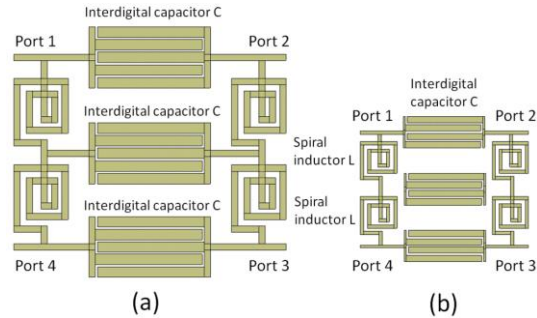 Interdigital capacitor C
Port 1
Port 2
Interdigital capacitor C
Spiral
inductor L
Interdigital capacitor C
Spiral
inductor L
Port 4
Port 3
(a)
Interdigital
capacitor C
Port 1
Port 2
Port 4
Port 3
(b)